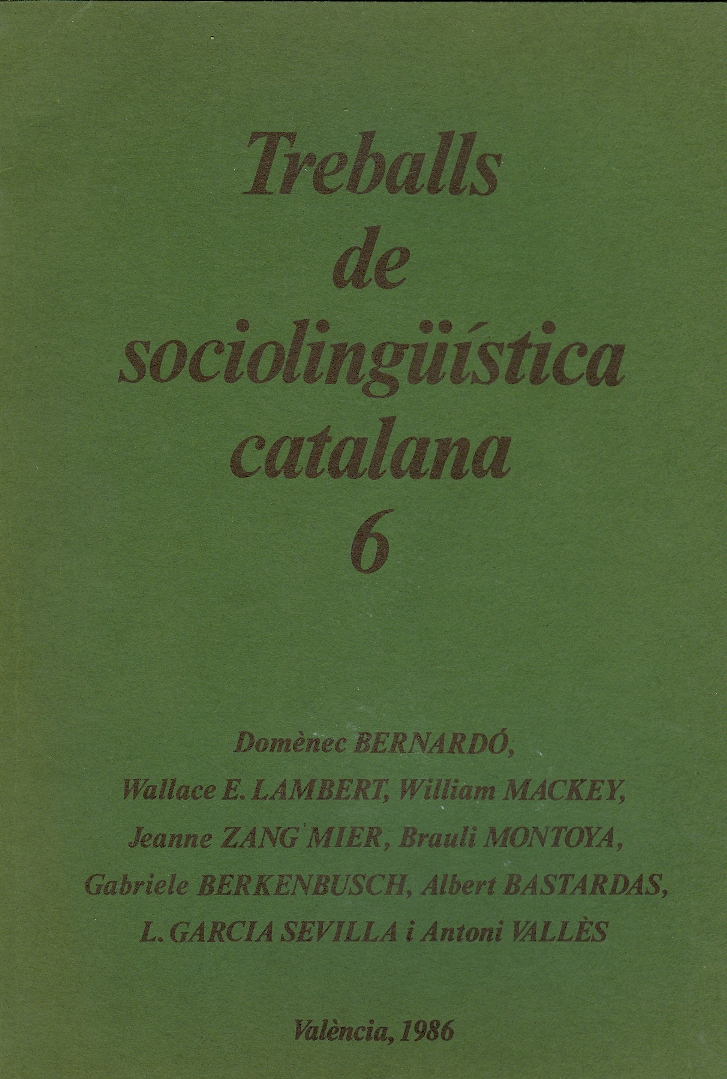 Treballs
de
sociolingüística
catalana
6
Domènec BERNARDÓ,
Wallace E. LAMBERT, William MACKEY,
Jeanne ZANG'MIER, Brauli MONTOYA,
Gabriele BERKENBUSCH, Albert BASTARDAS,
L. GARCIA SEVILLA i Antoni VALLÈS
València, 1986